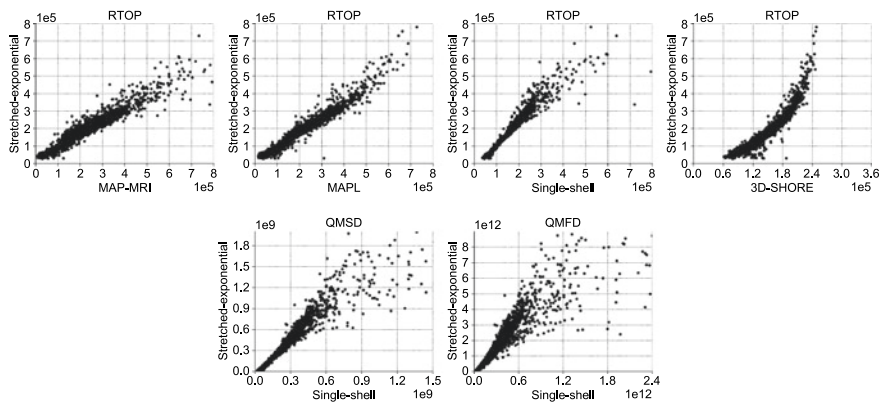 RTOP
1e5
8
7
6
5
4
3
2
1
0
Stretched-exponential
0 1 2 3 4 5 6 7 8
MAP-MRI
1e5
RTOP
1e5
8
7
6
5
4
3
2
1
0
Stretched-exponential
0 1 2 3 4 5 6 7 8
MAPL
1e5
RTOP
1e5
8
7
6
5
4
3
2
1
0
Stretched-exponential
0 2 4 6 8
Single-shell
1e5
RTOP
1e5
8
7
6
5
4
3
2
1
0
Stretched-exponential
0 0.6 1.2 1.8 2.4 3.0 3.6
3D-SHORE
1e5
QMSD
1e9
1.8
1.5
1.2
0.9
0.6
0.3
0.0
Stretched-exponential
0.0 0.3 0.6 0.9 1.2 1.5
Single-shell
1e9
QMFD
1e12
8
7
6
5
4
3
2
1
0
Stretched-exponential
0.0 0.6 1.2 1.8 2.4
Single-shell
1e12